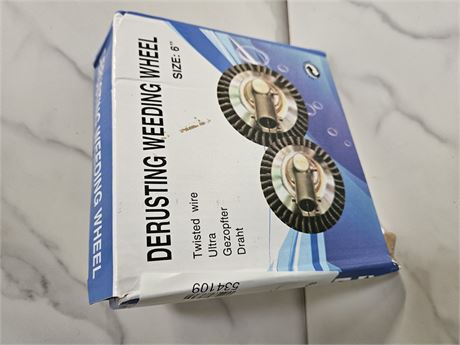 DERUSTING WEEDING WHEEL
SIZE: 6"
Twisted wire
Ultra
Gezopfter
Draht
534109
DERUSTING WEEDING WHEEL